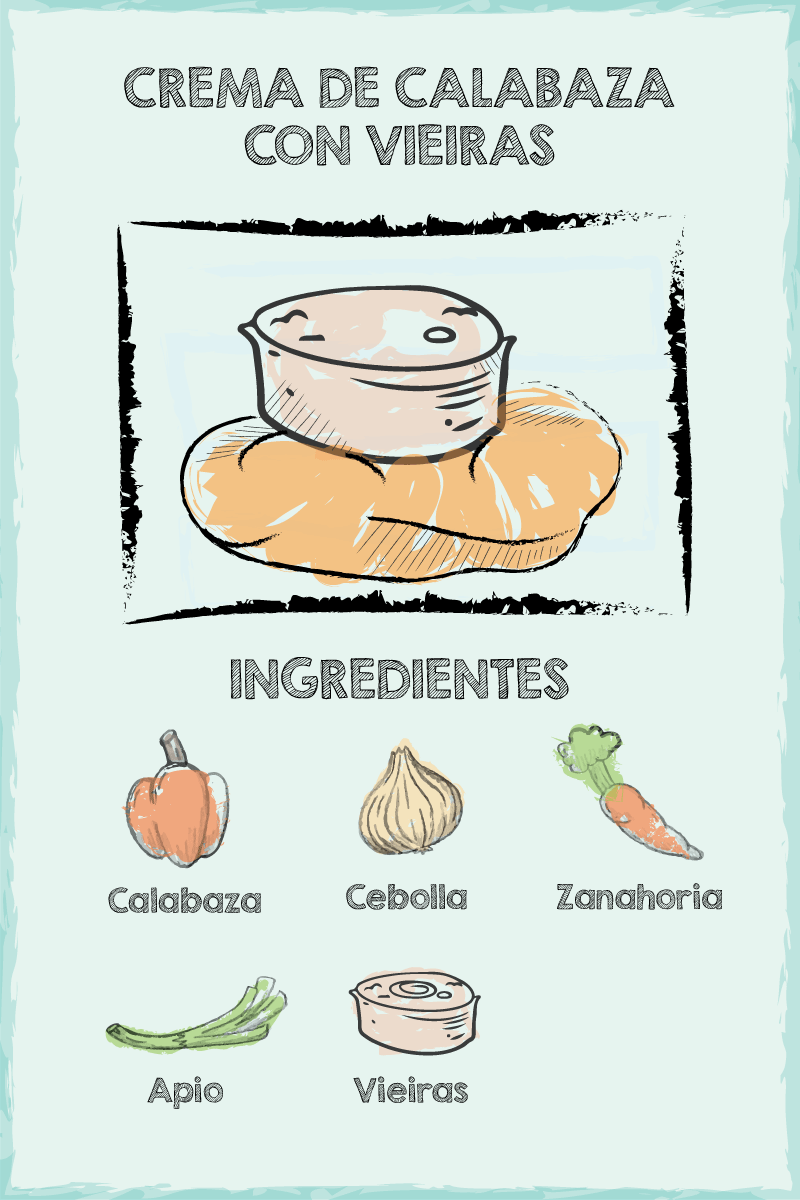 CREMA DE CALABAZA
CON VIEIRAS
INGREDIENTES
Calabaza
Cebolla
Zanahoria
Apio
Vieiras